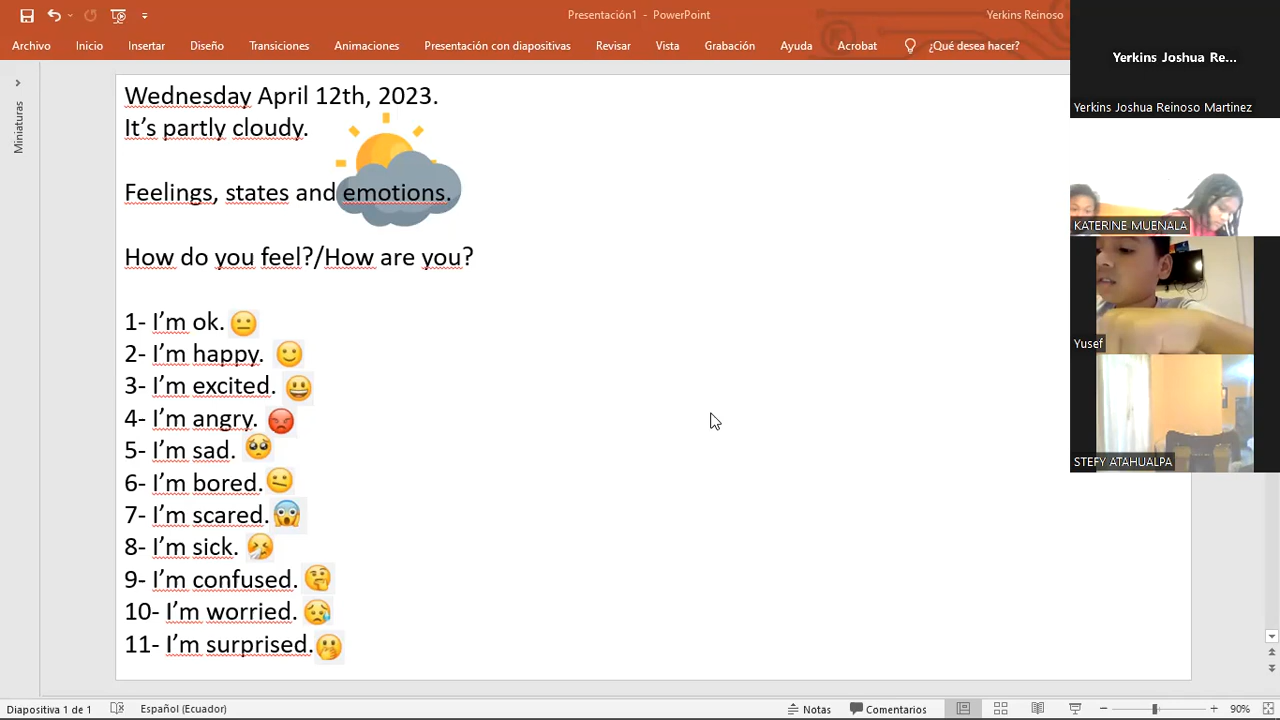 Presentación1 - PowerPoint
Yerkins Reinoso
Archivo Inicio Insertar Diseño Transiciones Animaciones Presentación con diapositivas Revisar Vista Grabación Ayuda Acrobat ¿Qué desea hacer?
Yerkins Joshua Re...
Yerkins Joshua Reinoso Martinez
KATERINE MUENALA
Yusef
STEFY ATAHUALPA
Miniaturas
Wednesday April 12th, 2023.
It’s partly cloudy.
Feelings, states and emotions.
How do you feel?/How are you?
1- I’m ok.
2- I’m happy.
3- I’m excited.
4- I’m angry.
5- I’m sad.
6- I’m bored.
7- I’m scared.
8- I’m sick.
9- I’m confused.
10- I’m worried.
11- I’m surprised.
Diapositiva 1 de 1 Español (Ecuador) Notas Comentarios 90%